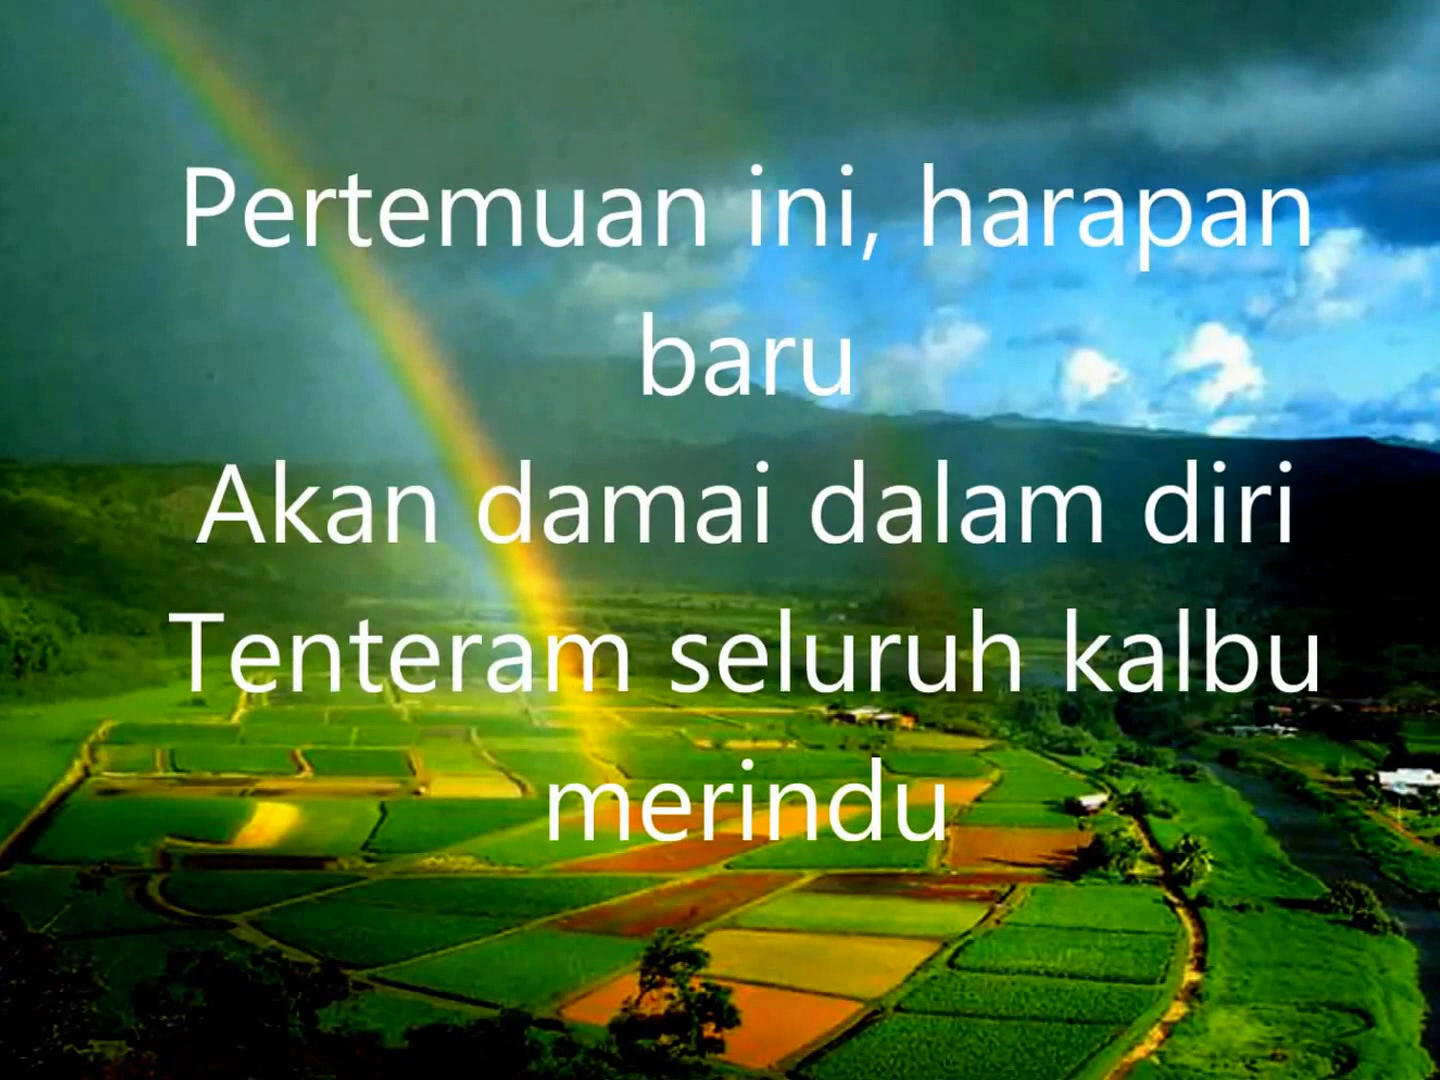 Pertemuan ini, harapan
baru
Akan damai dalam diri
Tenteram seluruh kalbu
merindu